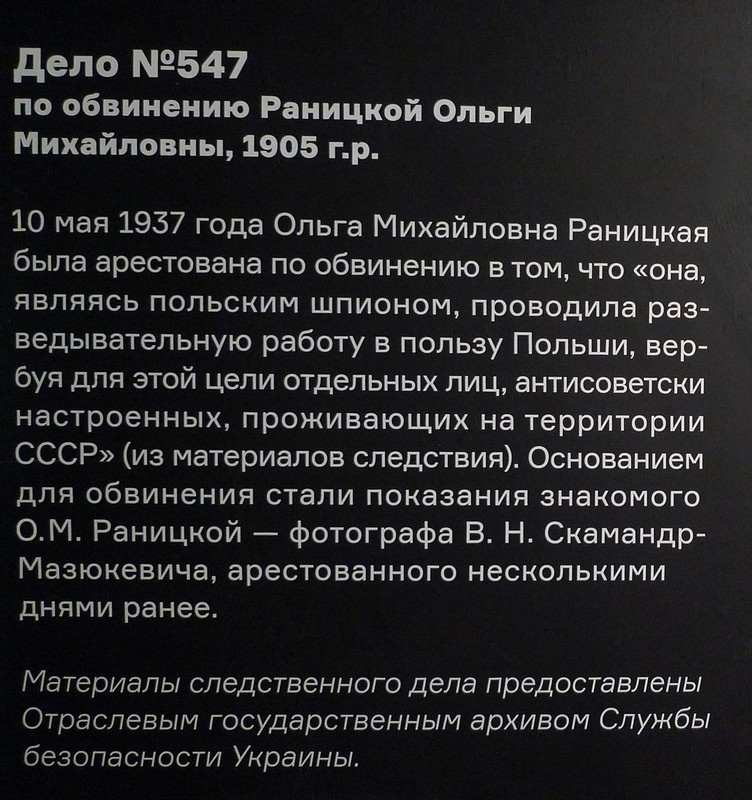 Дело №547
по обвинению Раницкой Ольги
Михайловны, 1905 г.р.
10 мая 1937 года Ольга Михайловна Раницкая
была арестована по обвинению в том, что «она,
являясь польским шпионом, проводила раз-
ведывательную работу в пользу Польши, вер-
буя для этой цели отдельных лиц, антисоветски
настроенных, проживающих на территории
СССР» (из материалов следствия). Основанием
для обвинения стали показания знакомого
О.М. Раницкой — фотографа В. Н. Скамандр-
Мазюкевича, арестованного несколькими
днями ранее.
Материалы следственного дела предоставлены
Отраслевым государственным архивом Службы
безопасности Украины.